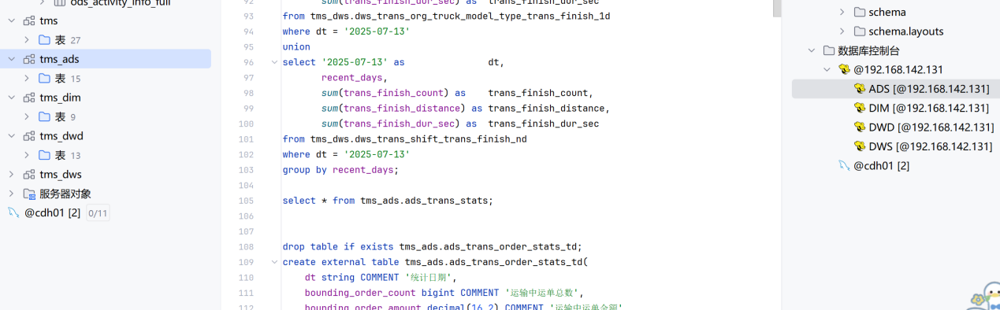 ods_activity_info_full
tms
表 27
tms_ads
表 15
tms_dim
表 9
tms_dwd
表 13
tms_dws
服务器对象
@cdh01 [2] 0/11
92 sum(trans_finish_dur_sec) as trans_finish_dur_sec
93 from tms_dws.dws_trans_org_truck_model_type_trans_finish_1d
94 where dt = '2025-07-13'
95 union
96 select '2025-07-13' as dt,
97 recent_days,
98 sum(trans_finish_count) as trans_finish_count,
99 sum(trans_finish_distance) as trans_finish_distance,
100 sum(trans_finish_dur_sec) as trans_finish_dur_sec
101 from tms_dws.dws_trans_shift_trans_finish_nd
102 where dt = '2025-07-13'
103 group by recent_days;
104
105 select * from tms_ads.ads_trans_stats;
106
107
108 drop table if exists tms_ads.ads_trans_order_stats_td;
109 create external table tms_ads.ads_trans_order_stats_td(
110 dt string COMMENT '统计日期',
111 bounding_order_count bigint COMMENT '运输中运单总数',
112 bounding_order_amount decimal(16,2) COMMENT '运输中运单金额'
schema
schema.layouts
数据库控制台
@192.168.142.131
ADS [@192.168.142.131]
DIM [@192.168.142.131]
DWD [@192.168.142.131]
DWS [@192.168.142.131]
@cdh01 [2]